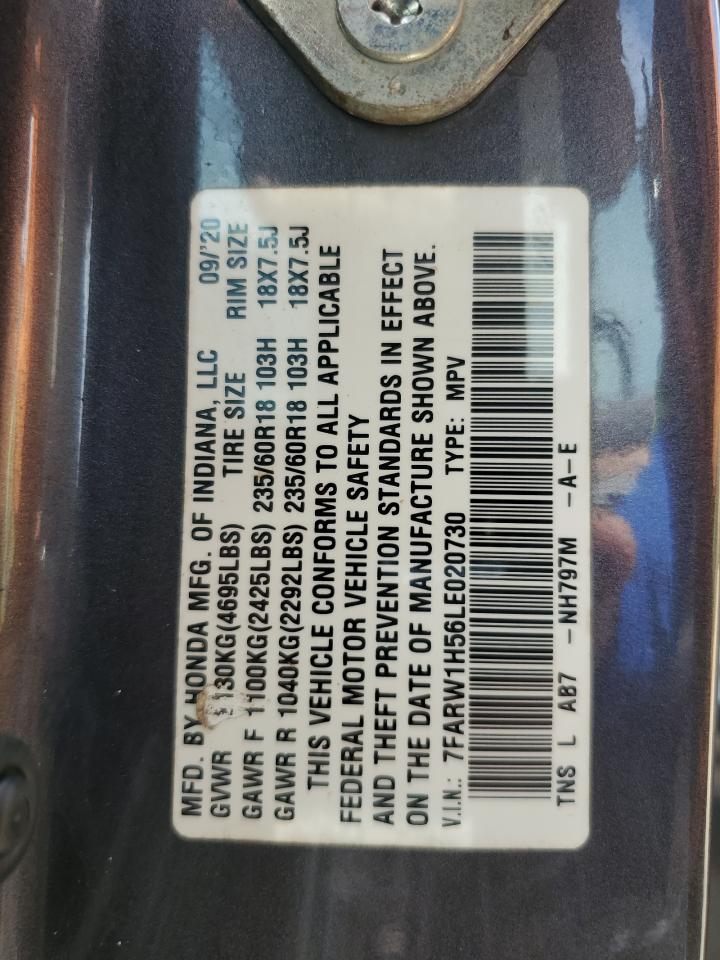 MFD. BY HONDA MFG. OF INDIANA, LLC 09/'20
GVWR 2130KG(4695LBS) TIRE SIZE RIM SIZE
GAWR F 1100KG(2425LBS) 235/60R18 103H 18X7.5J
GAWR R 1040KG(2292LBS) 235/60R18 103H 18X7.5J
THIS VEHICLE CONFORMS TO ALL APPLICABLE
FEDERAL MOTOR VEHICLE SAFETY
AND THEFT PREVENTION STANDARDS IN EFFECT
ON THE DATE OF MANUFACTURE SHOWN ABOVE.
V.I.N.: 7FARW1H56LE020730 TYPE: MPV
TNS L AB7 -NH797M -A-E